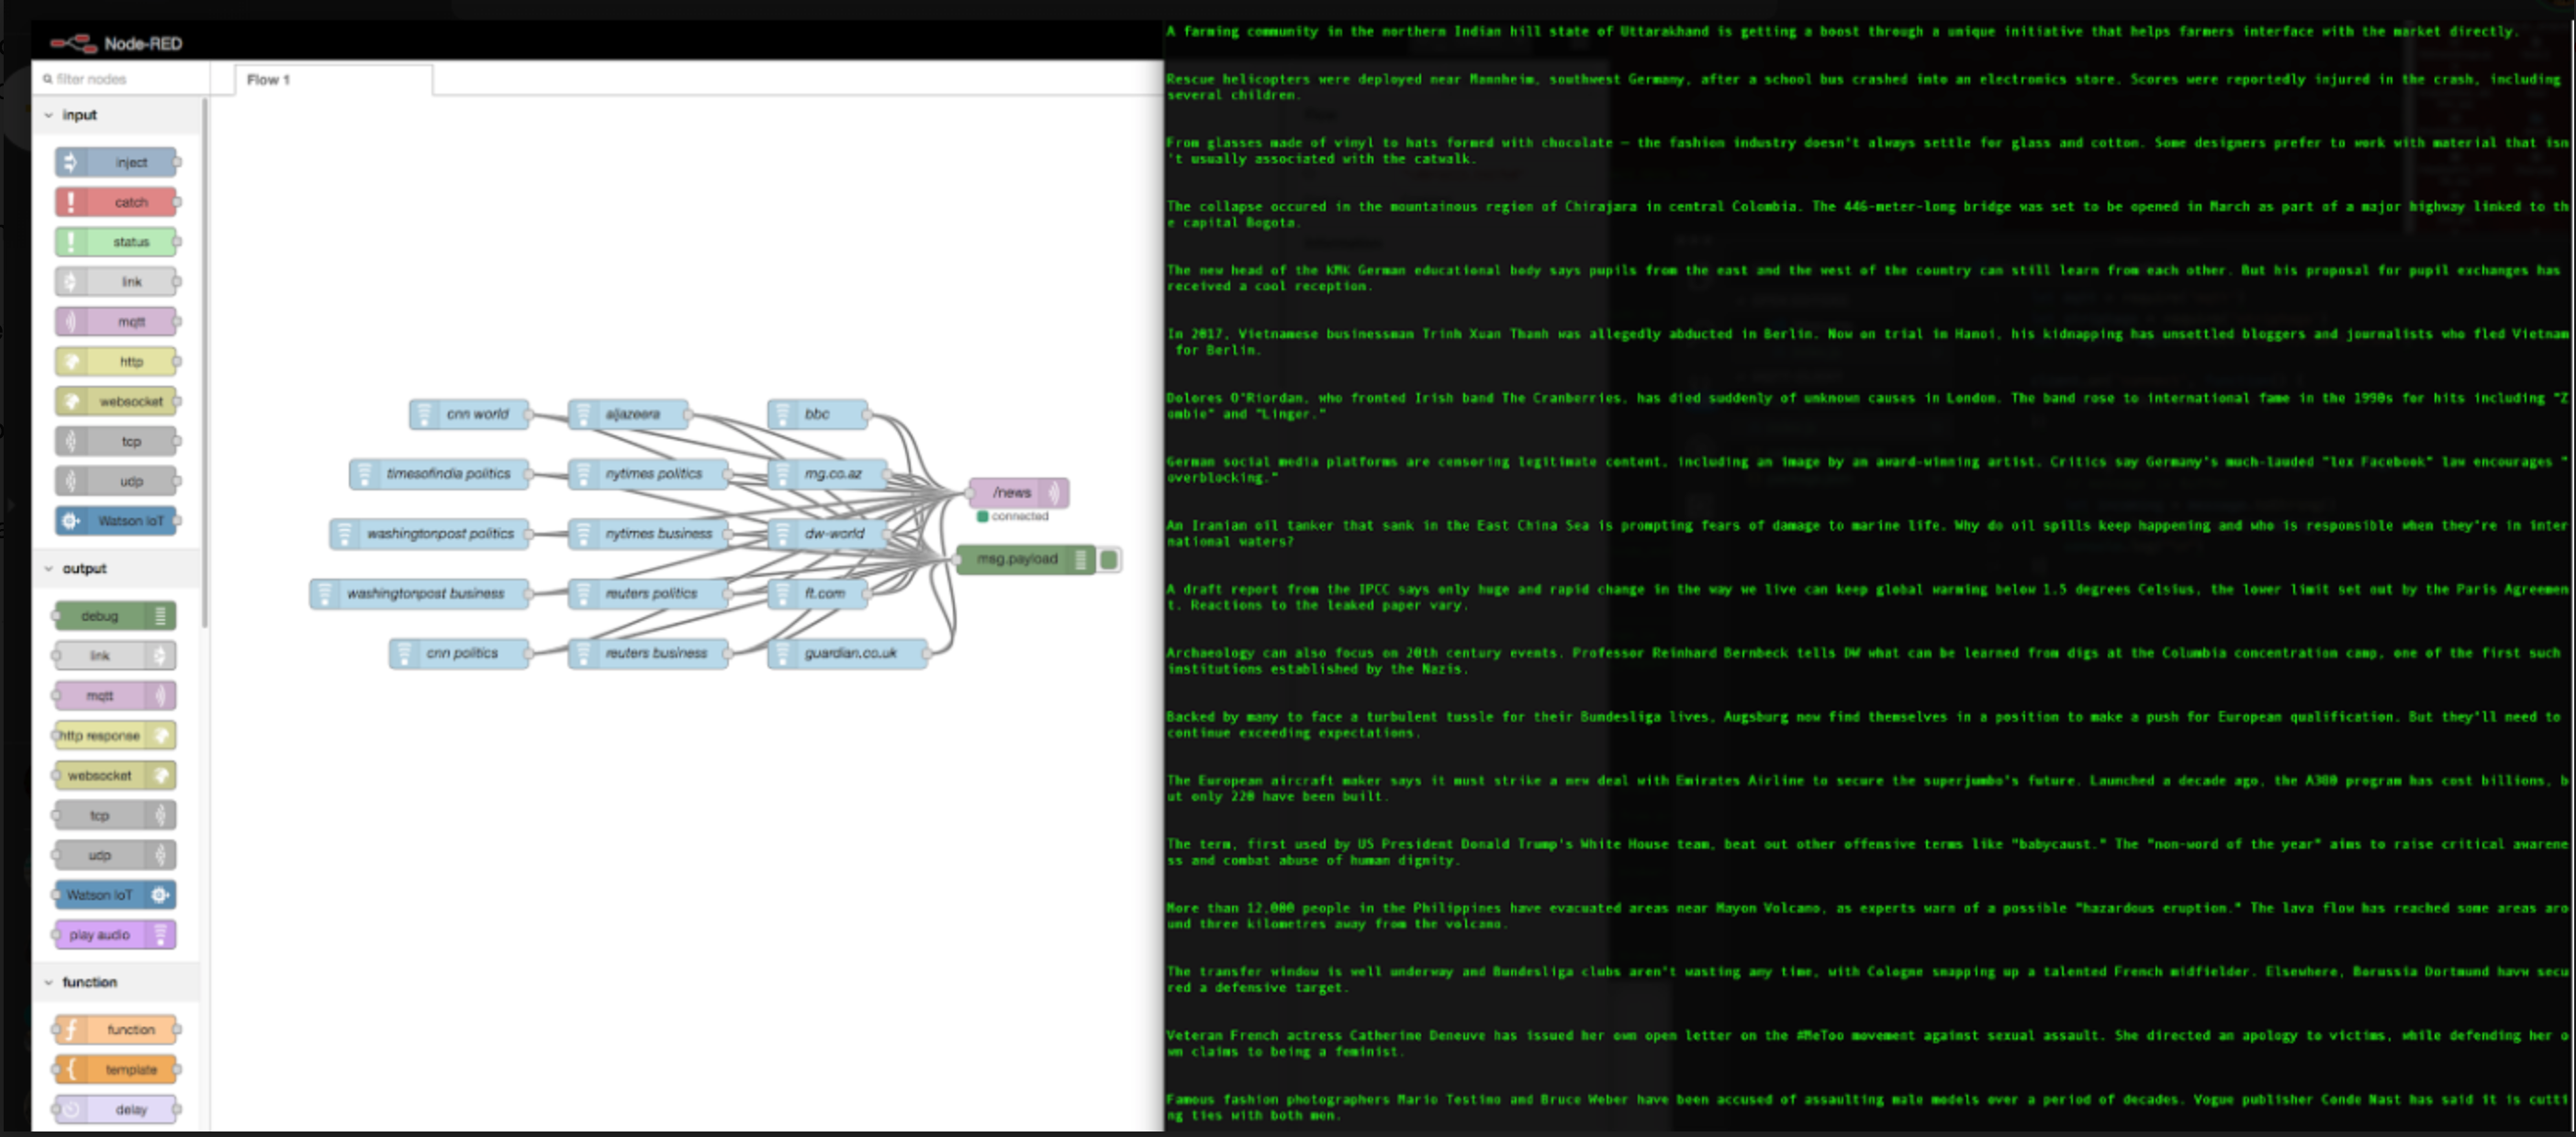 Node-RED
filter nodes
Flow 1
input
inject
catch
status
link
mqtt
http
websocket
tcp
udp
Watson IoT
output
debug
link
mqtt
http response
websocket
tcp
udp
Watson IoT
play audio
function
function
template
delay
cnn world
aljazeera
bbc
timesofindia politics
nytimes politics
mg.co.az
washingtonpost politics
nytimes business
dw-world
washingtonpost business
reuters politics
ft.com
cnn politics
reuters business
guardian.co.uk
/news
connected
msg.payload
A farming community in the northern Indian hill state of Uttarakhand is getting a boost through a unique initiative that helps farmers interface with the market directly.
Rescue helicopters were deployed near Mannheim, southwest Germany, after a school bus crashed into an electronics store. Scores were reportedly injured in the crash, including
several children.
From glasses made of vinyl to hats formed with chocolate — the fashion industry doesn't always settle for glass and cotton. Some designers prefer to work with material that isn
't usually associated with the catwalk.
The collapse occured in the mountainous region of Chirajara in central Colombia. The 446-meter-long bridge was set to be opened in March as part of a major highway linked to th
e capital Bogota.
The new head of the KMK German educational body says pupils from the east and the west of the country can still learn from each other. But his proposal for pupil exchanges has
received a cool reception.
In 2017, Vietnamese businessman Trinh Xuan Thanh was allegedly abducted in Berlin. Now on trial in Hanoi, his kidnapping has unsettled bloggers and journalists who fled Vietnam
for Berlin.
Dolores O'Riordan, who fronted Irish band The Cranberries, has died suddenly of unknown causes in London. The band rose to international fame in the 1990s for hits including "Z
ombie" and "Linger."
German social media platforms are censoring legitimate content, including an image by an award-winning artist. Critics say Germany's much-lauded "lex Facebook" law encourages "
overblocking."
An Iranian oil tanker that sank in the East China Sea is prompting fears of damage to marine life. Why do oil spills keep happening and who is responsible when they're in inter
national waters?
A draft report from the IPCC says only huge and rapid change in the way we live can keep global warming below 1.5 degrees Celsius, the lower limit set out by the Paris Agreemen
t. Reactions to the leaked paper vary.
Archaeology can also focus on 20th century events. Professor Reinhard Bernbeck tells DW what can be learned from digs at the Columbia concentration camp, one of the first such
institutions established by the Nazis.
Backed by many to face a turbulent tussle for their Bundesliga lives, Augsburg now find themselves in a position to make a push for European qualification. But they'll need to
continue exceeding expectations.
The European aircraft maker says it must strike a new deal with Emirates Airline to secure the superjumbo's future. Launched a decade ago, the A380 program has cost billions, b
ut only 220 have been built.
The term, first used by US President Donald Trump's White House team, beat out other offensive terms like "babycaust." The "non-word of the year" aims to raise critical awarene
ss and combat abuse of human dignity.
More than 12,000 people in the Philippines have evacuated areas near Mayon Volcano, as experts warn of a possible "hazardous eruption." The lava flow has reached some areas aro
und three kilometres away from the volcano.
The transfer window is well underway and Bundesliga clubs aren't wasting any time, with Cologne snapping up a talented French midfielder. Elsewhere, Borussia Dortmund havw secu
red a defensive target.
Veteran French actress Catherine Deneuve has issued her own open letter on the #MeToo movement against sexual assault. She directed an apology to victims, while defending her o
wn claims to being a feminist.
Famous fashion photographers Mario Testino and Bruce Weber have been accused of assaulting male models over a period of decades. Vogue publisher Conde Nast has said it is cutti
ng ties with both men.